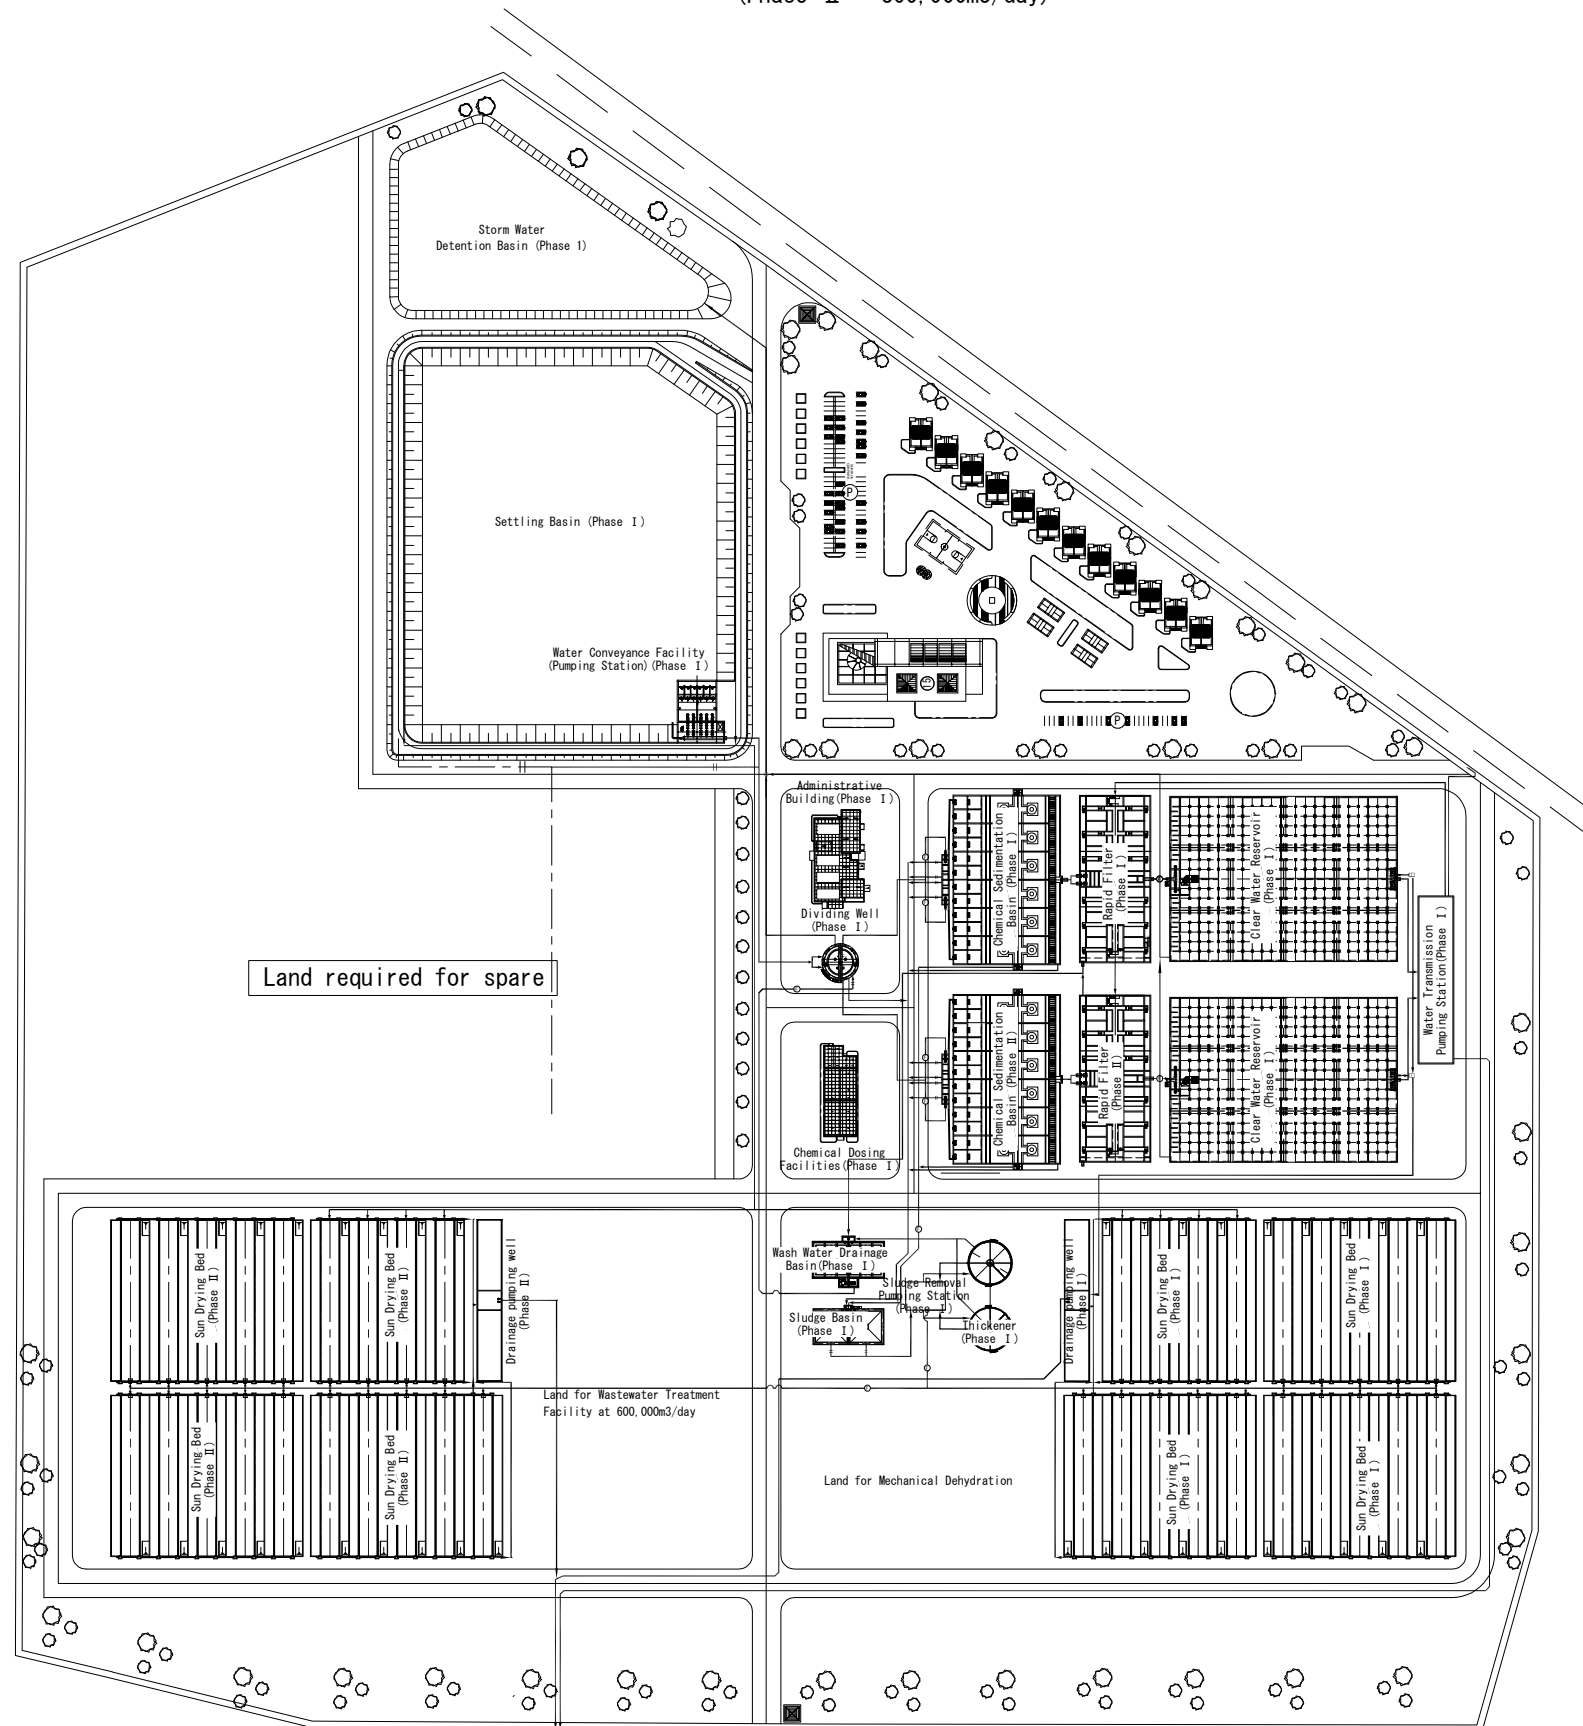 Storm Water
Detention Basin (Phase 1)
Settling Basin (Phase Ⅰ)
Water Conveyance Facility
(Pumping Station)(Phase Ⅰ)
P
15
P
Administrative
Building(Phase Ⅰ)
Dividing Well
(Phase Ⅰ)
Chemical Sedimentation
Basin (Phase Ⅰ)
Rapid Filter
(Phase Ⅰ)
Clear Water Reservoir
(Phase Ⅰ)
Water Transmission
Pumping Station(Phase Ⅰ)
Land required for spare
Chemical Sedimentation
Basin (Phase Ⅱ)
Rapid Filter
(Phase Ⅱ)
Clear Water Reservoir
(Phase Ⅰ)
Chemical Dosing
Facilities(Phase Ⅰ)
Sun Drying Bed
(Phase Ⅱ)
Sun Drying Bed
(Phase Ⅱ)
Drainage pumping well
(Phase Ⅱ)
Wash Water Drainage
Basin(Phase Ⅰ)
Sludge Removal
Pumping Station
(Phase Ⅰ)
Sludge Basin
(Phase Ⅰ)
Thickener
(Phase Ⅰ)
Drainage pumping well
(Phase Ⅰ)
Sun Drying Bed
(Phase Ⅰ)
Sun Drying Bed
(Phase Ⅰ)
Land for Wastewater Treatment
Facility at 600,000m3/day
Sun Drying Bed
(Phase Ⅱ)
Sun Drying Bed
(Phase Ⅱ)
Land for Mechanical Dehydration
Sun Drying Bed
(Phase Ⅰ)
Sun Drying Bed
(Phase Ⅰ)